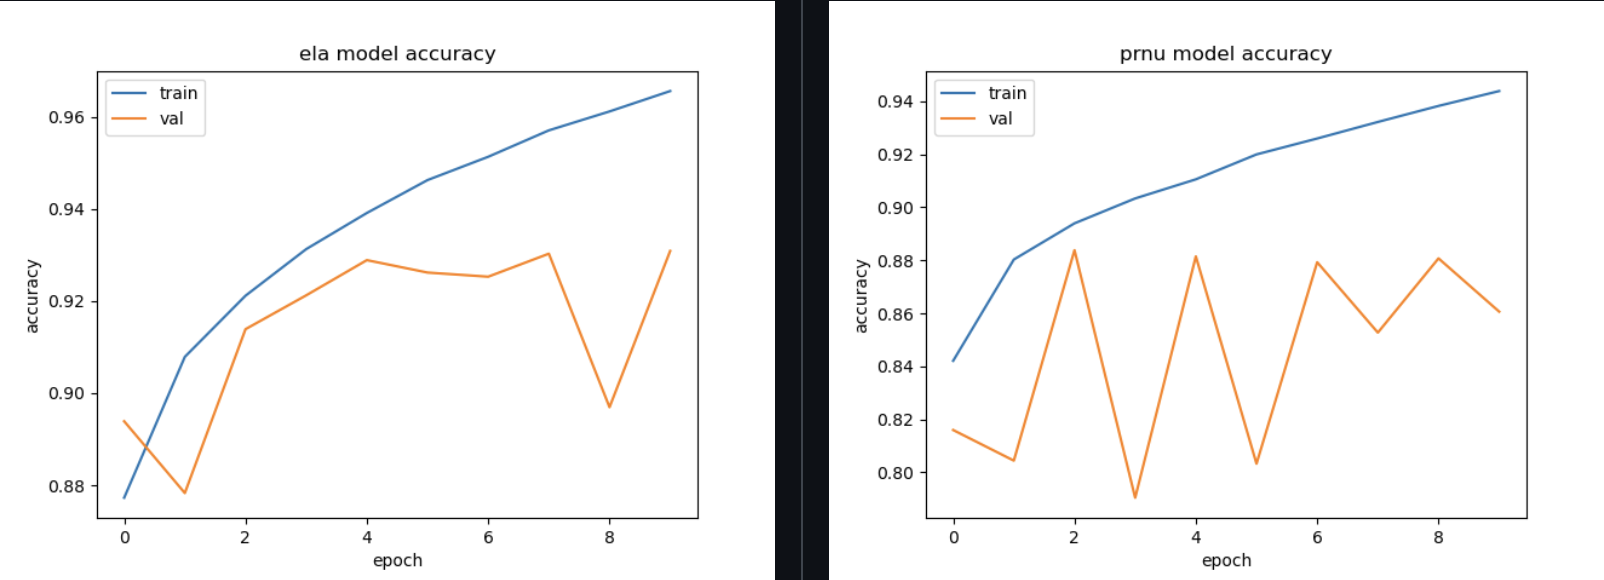 ela model accuracy
train
val
0.96
0.94
0.92
0.90
0.88
accuracy
0 2 4 6 8
epoch
prnu model accuracy
train
val
0.94
0.92
0.90
0.88
0.86
0.84
0.82
0.80
accuracy
0 2 4 6 8
epoch